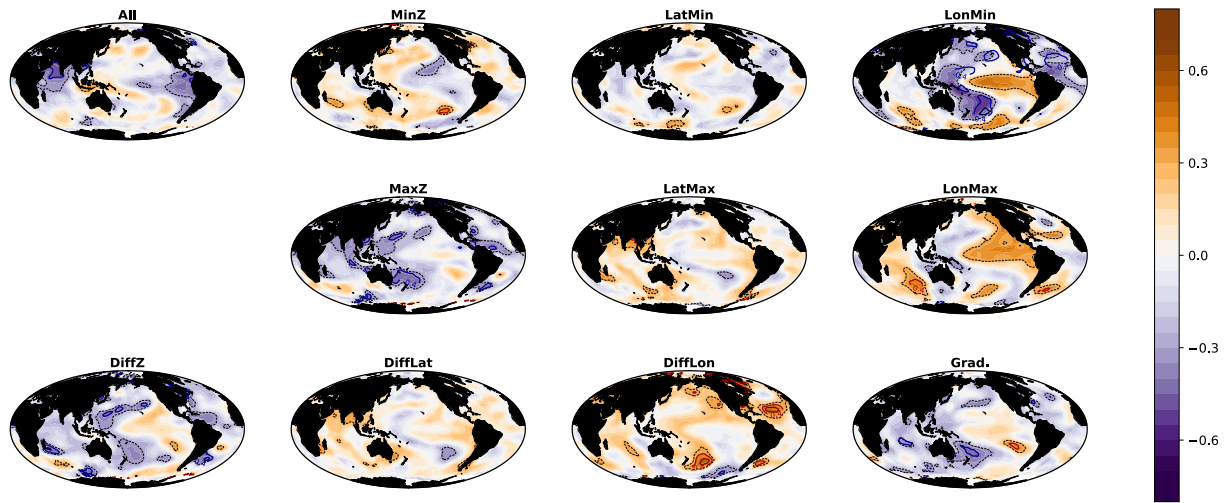 All
MinZ
LatMin
LonMin
MaxZ
LatMax
LonMax
DiffZ
DiffLat
DiffLon
Grad.
0.6
0.3
0.0
−0.3
−0.6